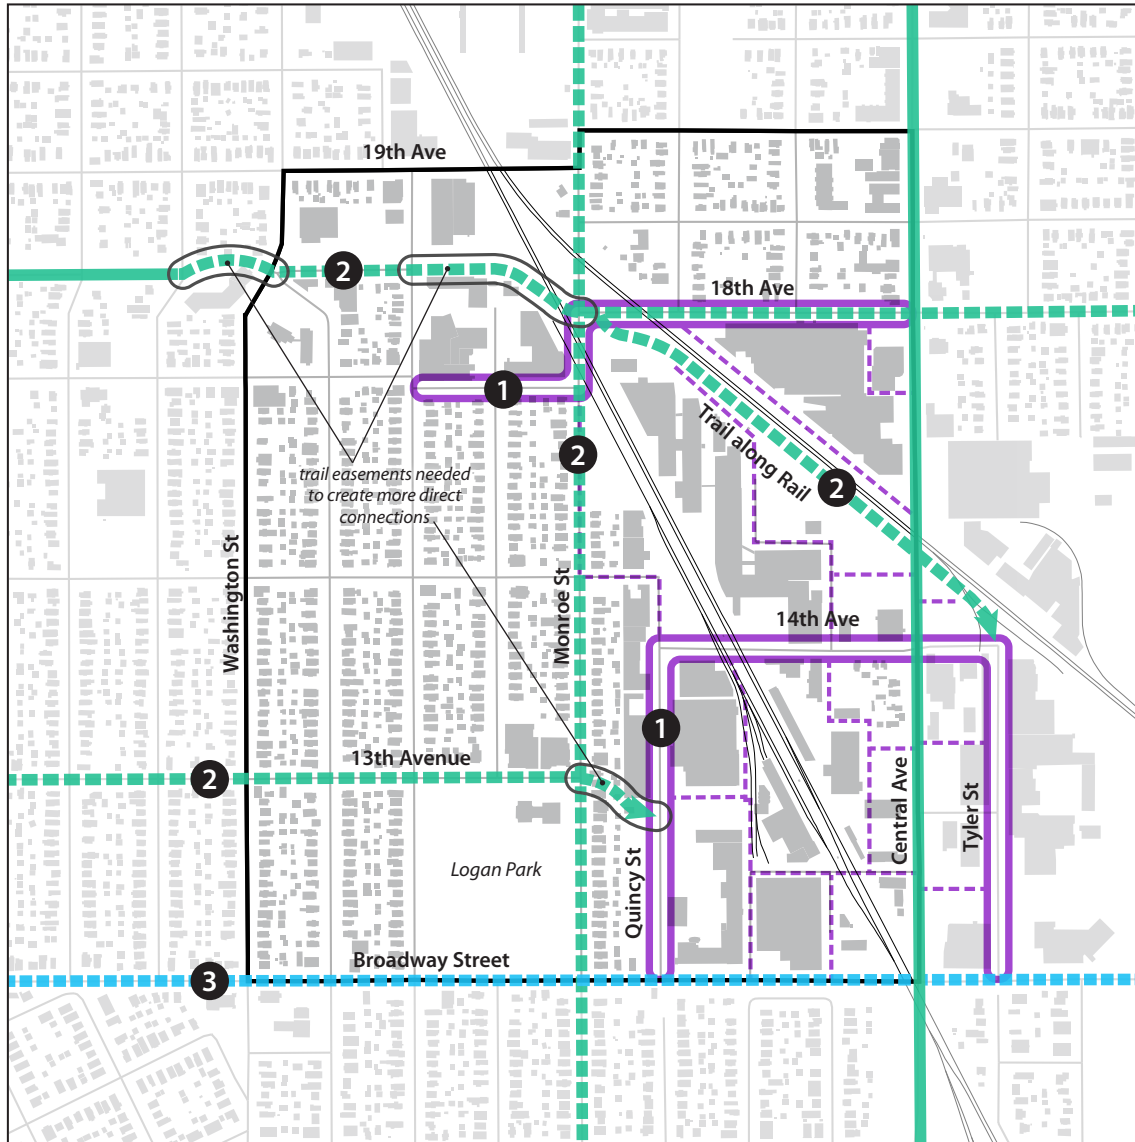 19th Ave
2
18th Ave
1
2
Trail along Rail
2
trail easements needed
to create more direct
connections
Washington St
Monroe St
14th Ave
1
13th Avenue
2
Central Ave
Tyler St
Logan Park
Quincy St
Broadway Street
3